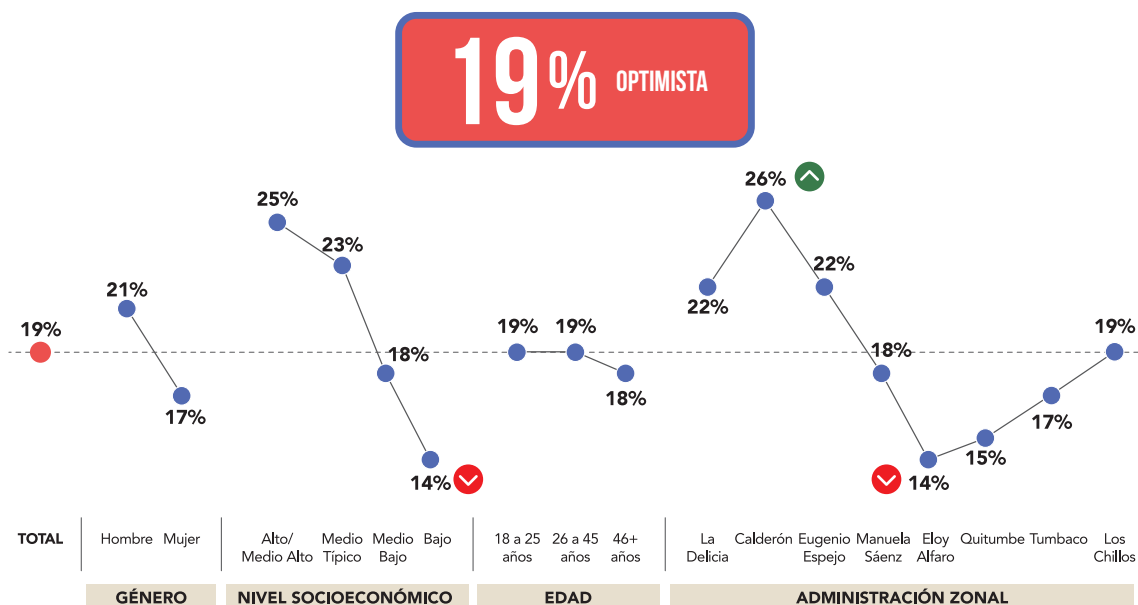 19% OPTIMISTA
19%
21%
17%
25%
23%
18%
14%
19%
19%
18%
22%
26%
22%
18%
14%
15%
17%
19%
TOTAL
Hombre
Mujer
Alto/
Medio Alto
Medio
Típico
Medio
Bajo
Bajo
18 a 25
años
26 a 45
años
46+
años
La
Delicia
Calderón
Eugenio
Espejo
Manuela
Sáenz
Eloy
Alfaro
Quitumbe
Tumbaco
Los
Chillos
GÉNERO
NIVEL SOCIOECONÓMICO
EDAD
ADMINISTRACIÓN ZONAL